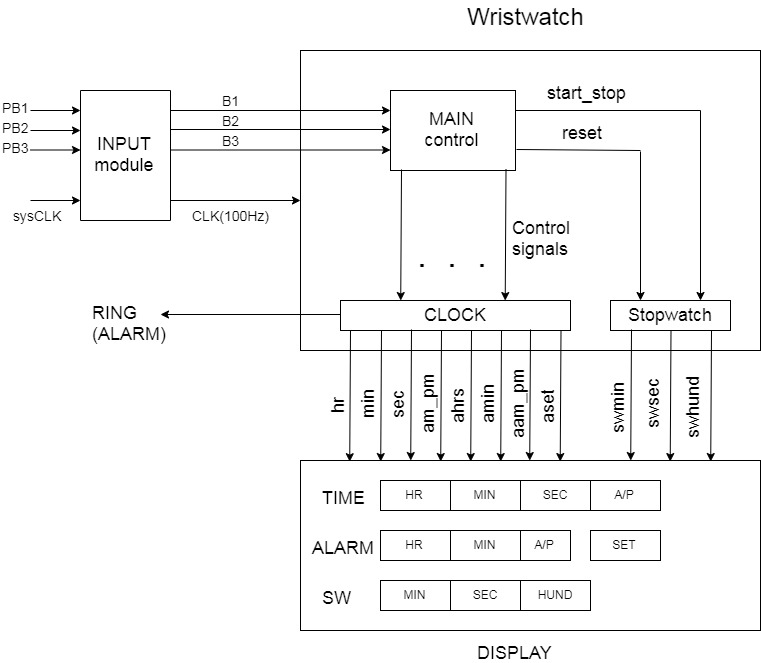 Wristwatch
PB1
PB2
PB3
sysCLK
INPUT
module
B1
B2
B3
CLK(100Hz)
MAIN
control
start_stop
reset
Control
signals
. . .
RING
(ALARM)
CLOCK
Stopwatch
hr
min
sec
am_pm
ahrs
amin
aam_pm
aset
swmin
swsec
swhund
TIME HR MIN SEC A/P
ALARM HR MIN A/P SET
SW MIN SEC HUND
DISPLAY